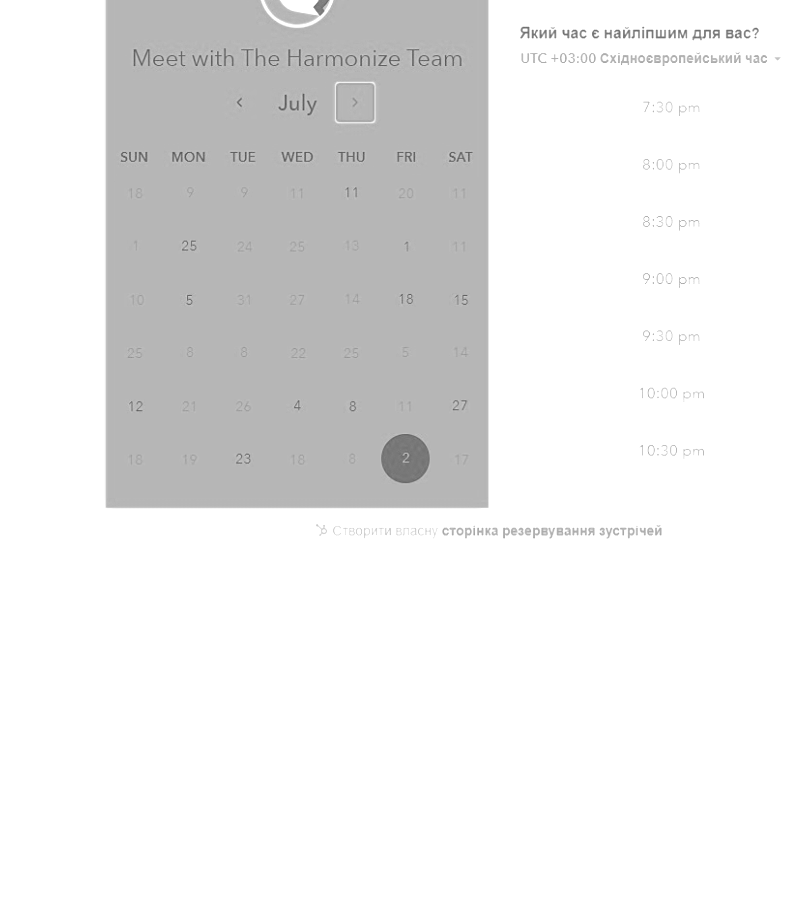 Meet with The Harmonize Team
July
SUN MON TUE WED THU FRI SAT
18 9 9 11 11 20 11
1 25 24 25 13 1 11
10 5 31 27 14 18 15
25 8 8 22 25 5 14
12 21 26 4 8 11 27
18 19 23 18 8 2 17
Який час є найліпшим для вас?
UTC +03:00 Східноєвропейський час
7:30 pm
8:00 pm
8:30 pm
9:00 pm
9:30 pm
10:00 pm
10:30 pm
Створити власну сторінка резервування зустрічей